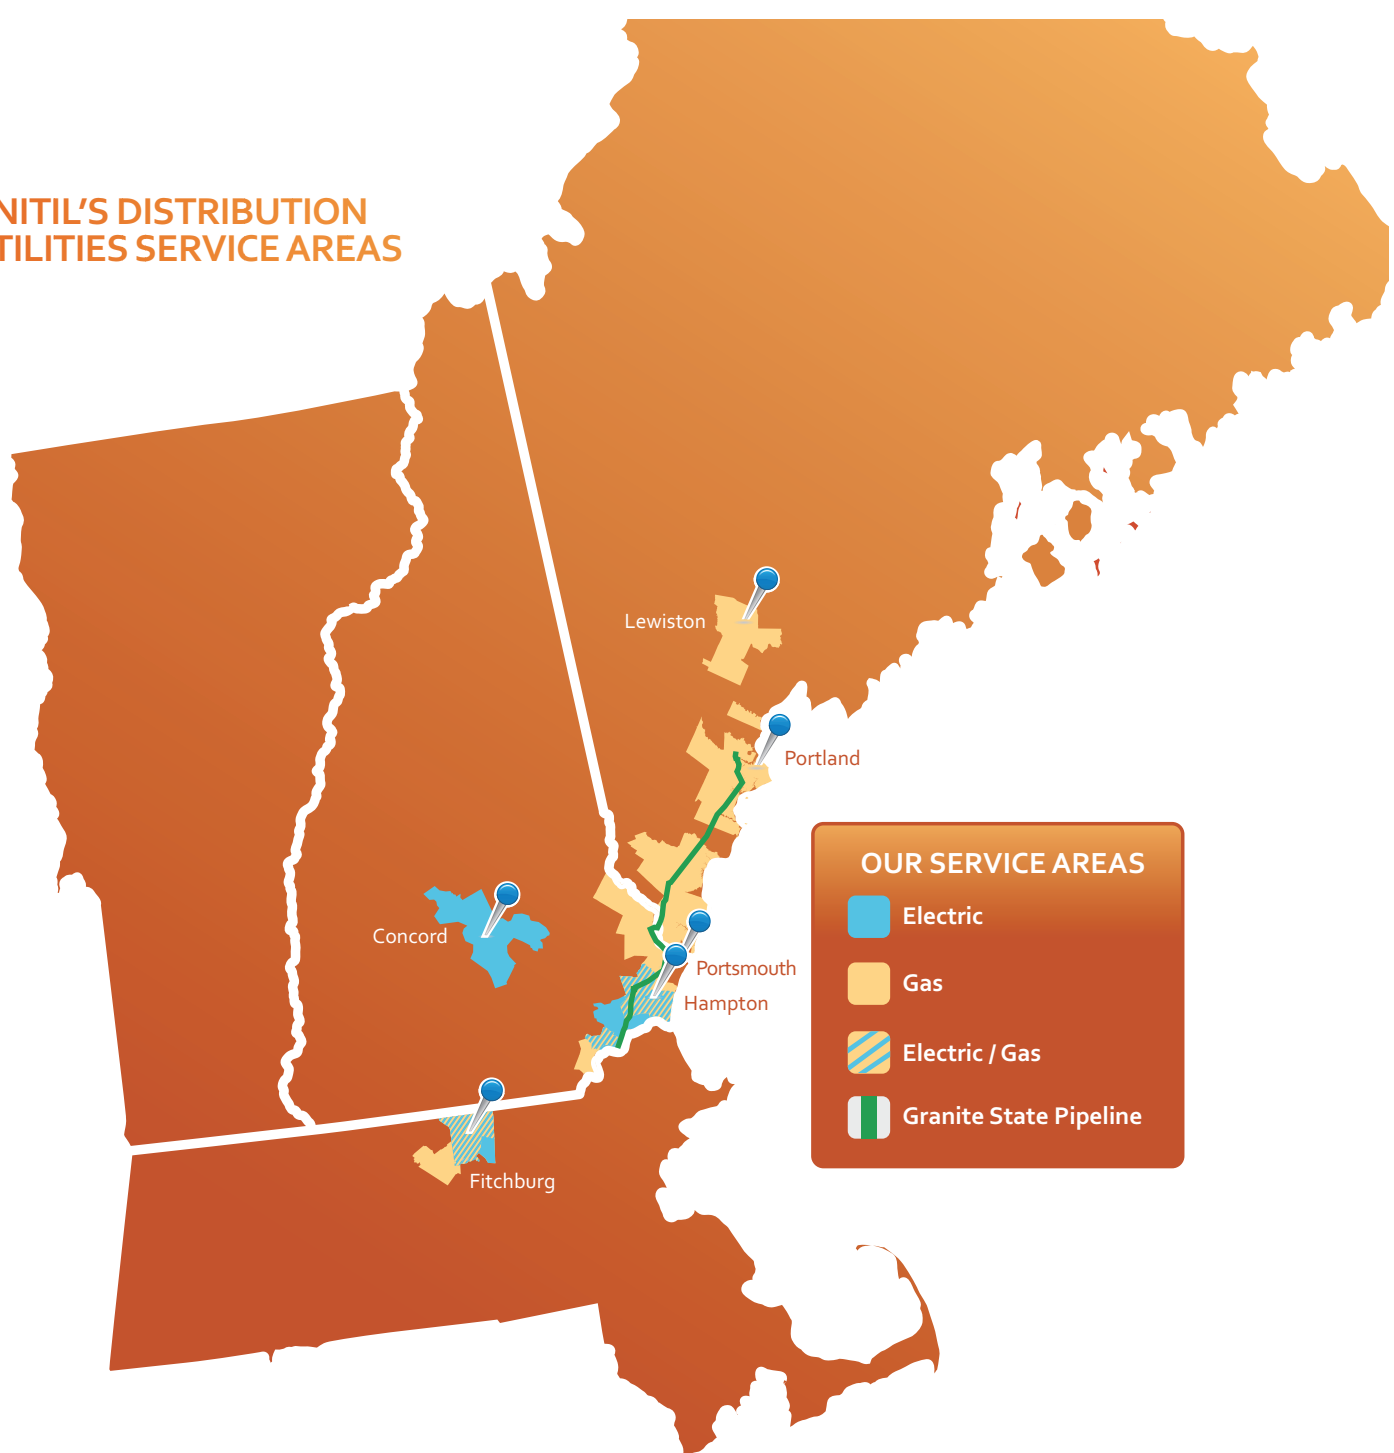 NITIL’S DISTRIBUTION
TILITIES SERVICE AREAS
Lewiston
Portland
OUR SERVICE AREAS
Electric
Gas
Electric / Gas
Granite State Pipeline
Concord
Portsmouth
Hampton
Fitchburg